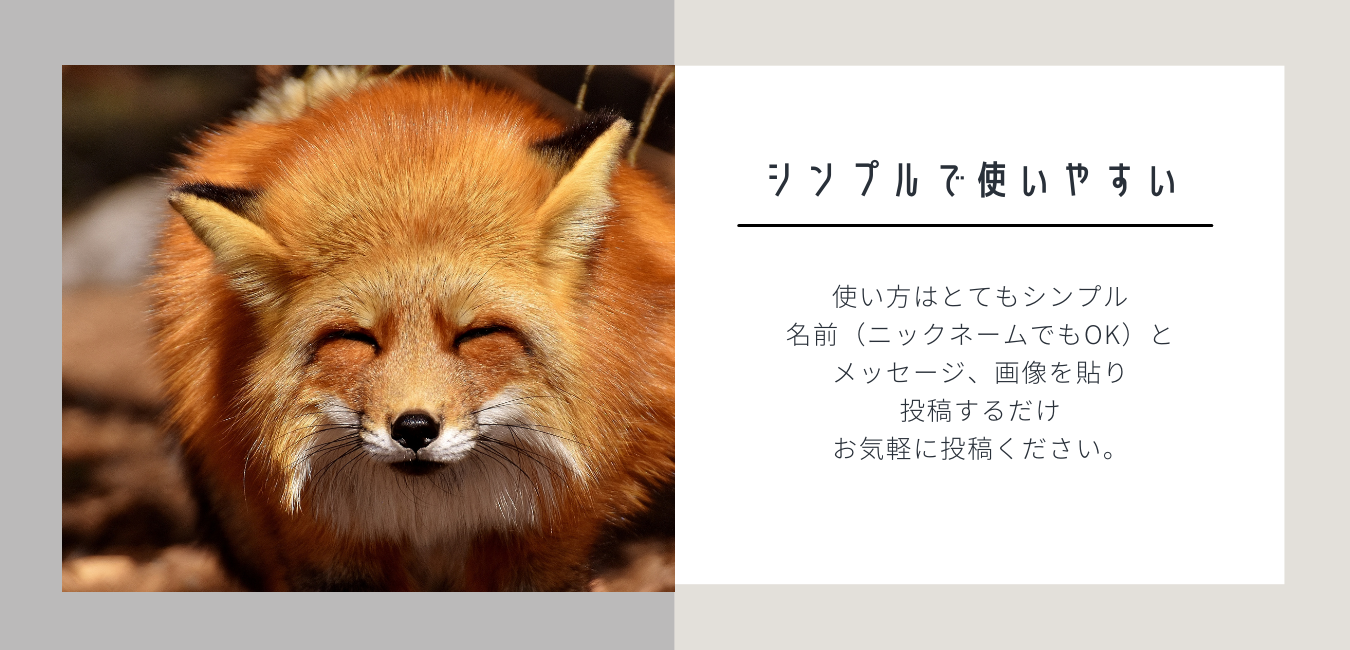 シンプルで使いやすい
使い方はとてもシンプル
名前（ニックネームでもOK）と
メッセージ、画像を貼り
投稿するだけ
お気軽に投稿ください。